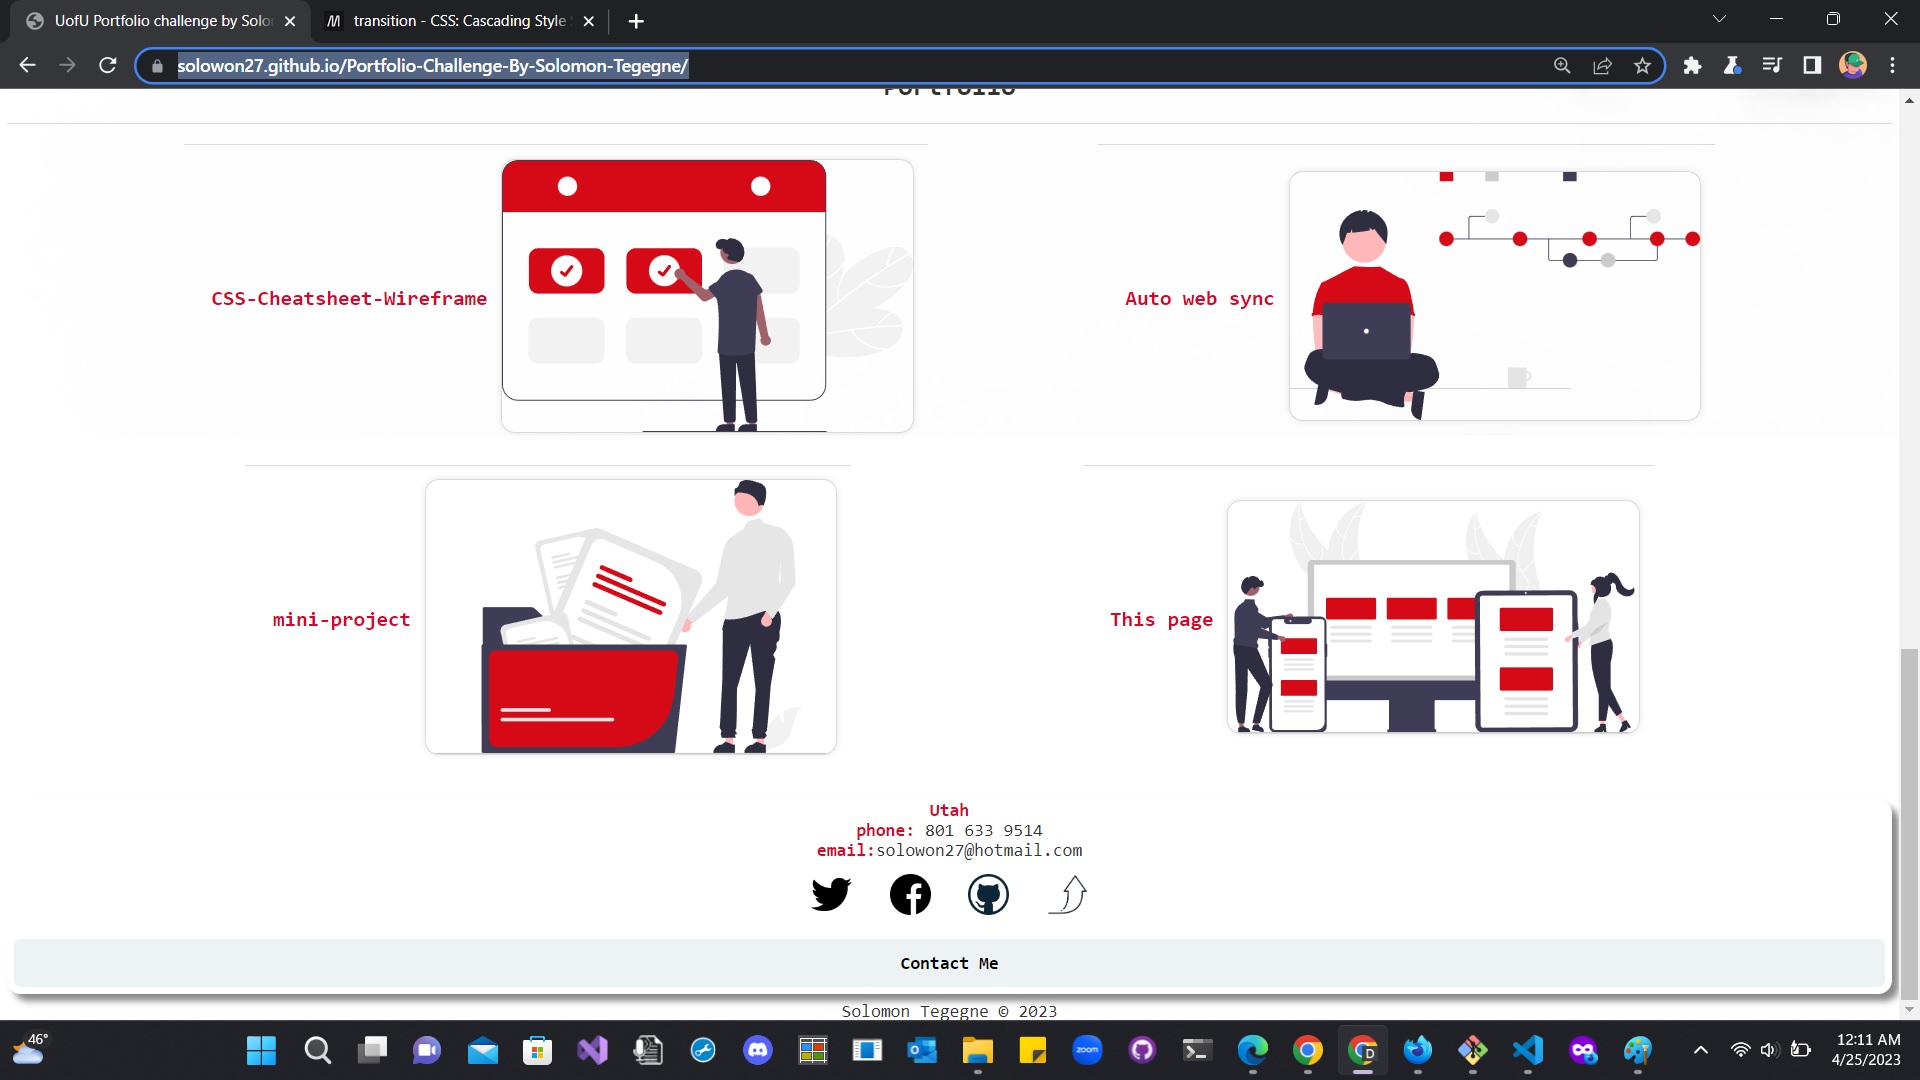 UofU Portfolio challenge by Solo
transition - CSS: Cascading Style
solowon27.github.io/Portfolio-Challenge-By-Solomon-Tegegne/
Portfolio
CSS-Cheatsheet-Wireframe
Auto web sync
mini-project
This page
Utah
phone: 801 633 9514
email:solowon27@hotmail.com
Contact Me
Solomon Tegegne © 2023
46°
zoom
12:11 AM
4/25/2023